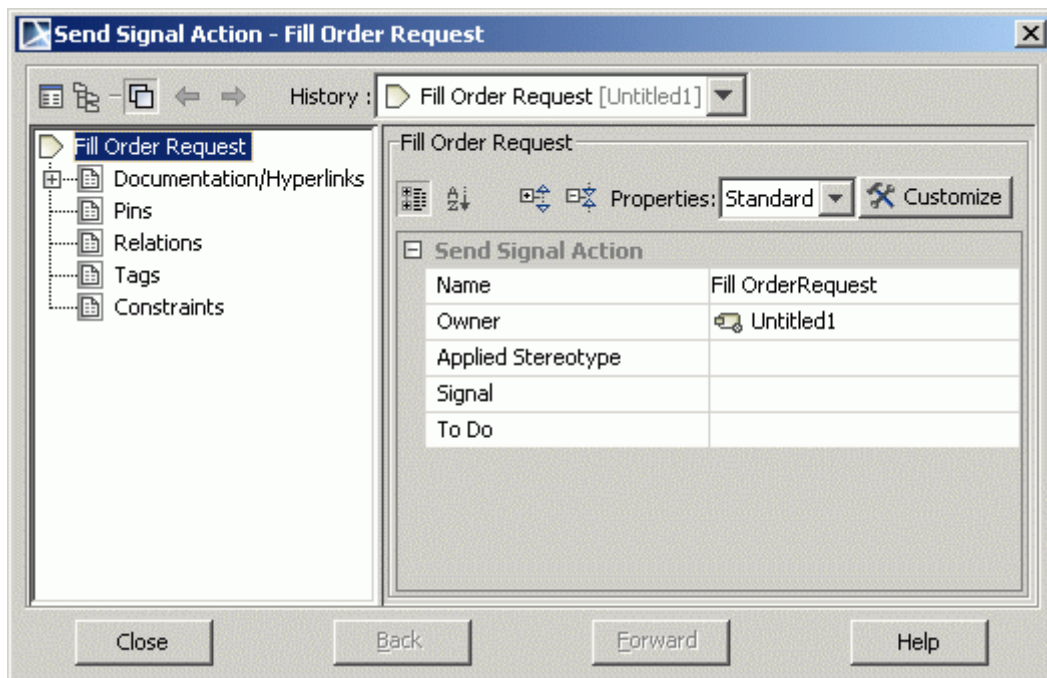 Send Signal Action - Fill Order Request
History : Fill Order Request [Untitled1]
Fill Order Request
Documentation/Hyperlinks
Pins
Relations
Tags
Constraints
Fill Order Request
Properties: Standard Customize
Send Signal Action
Name Fill OrderRequest
Owner Untitled1
Applied Stereotype
Signal
To Do
Close Back Forward Help